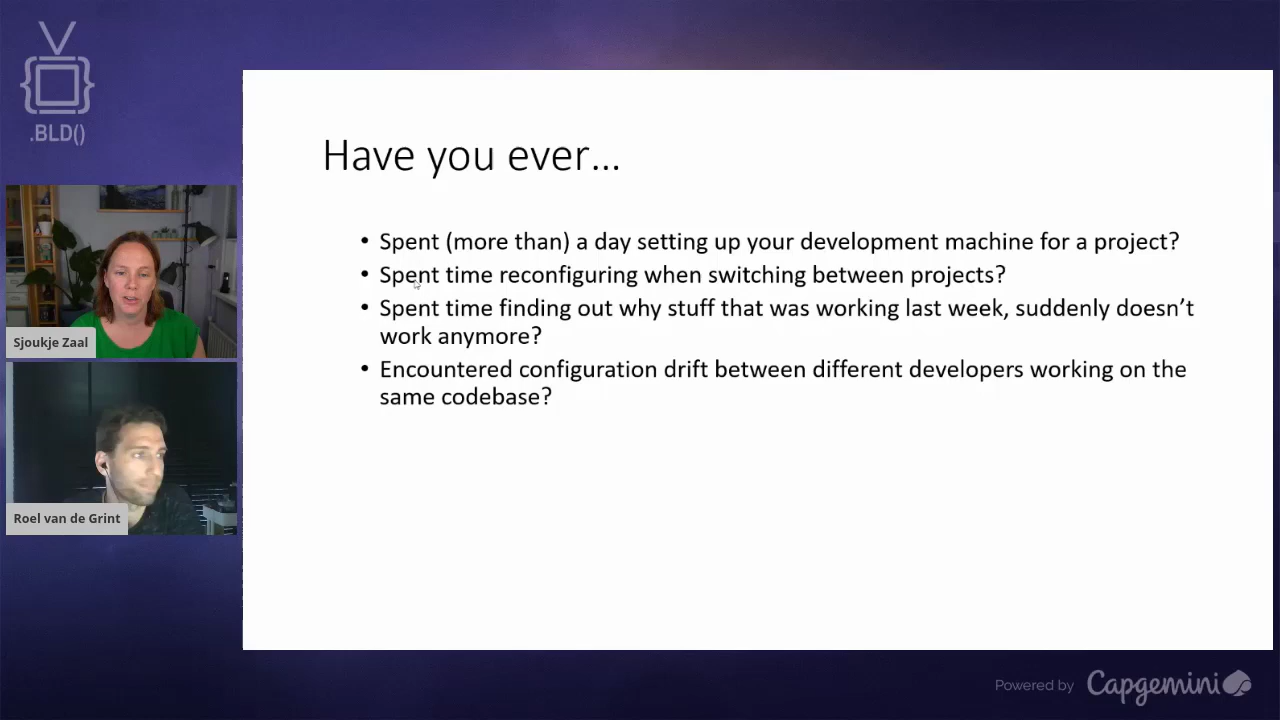 .BLD()
Have you ever...
• Spent (more than) a day setting up your development machine for a project?
• Spent time reconfiguring when switching between projects?
• Spent time finding out why stuff that was working last week, suddenly doesn’t
work anymore?
• Encountered configuration drift between different developers working on the
same codebase?
Sjoukje Zaal
Roel van de Grint
Powered by Capgemini